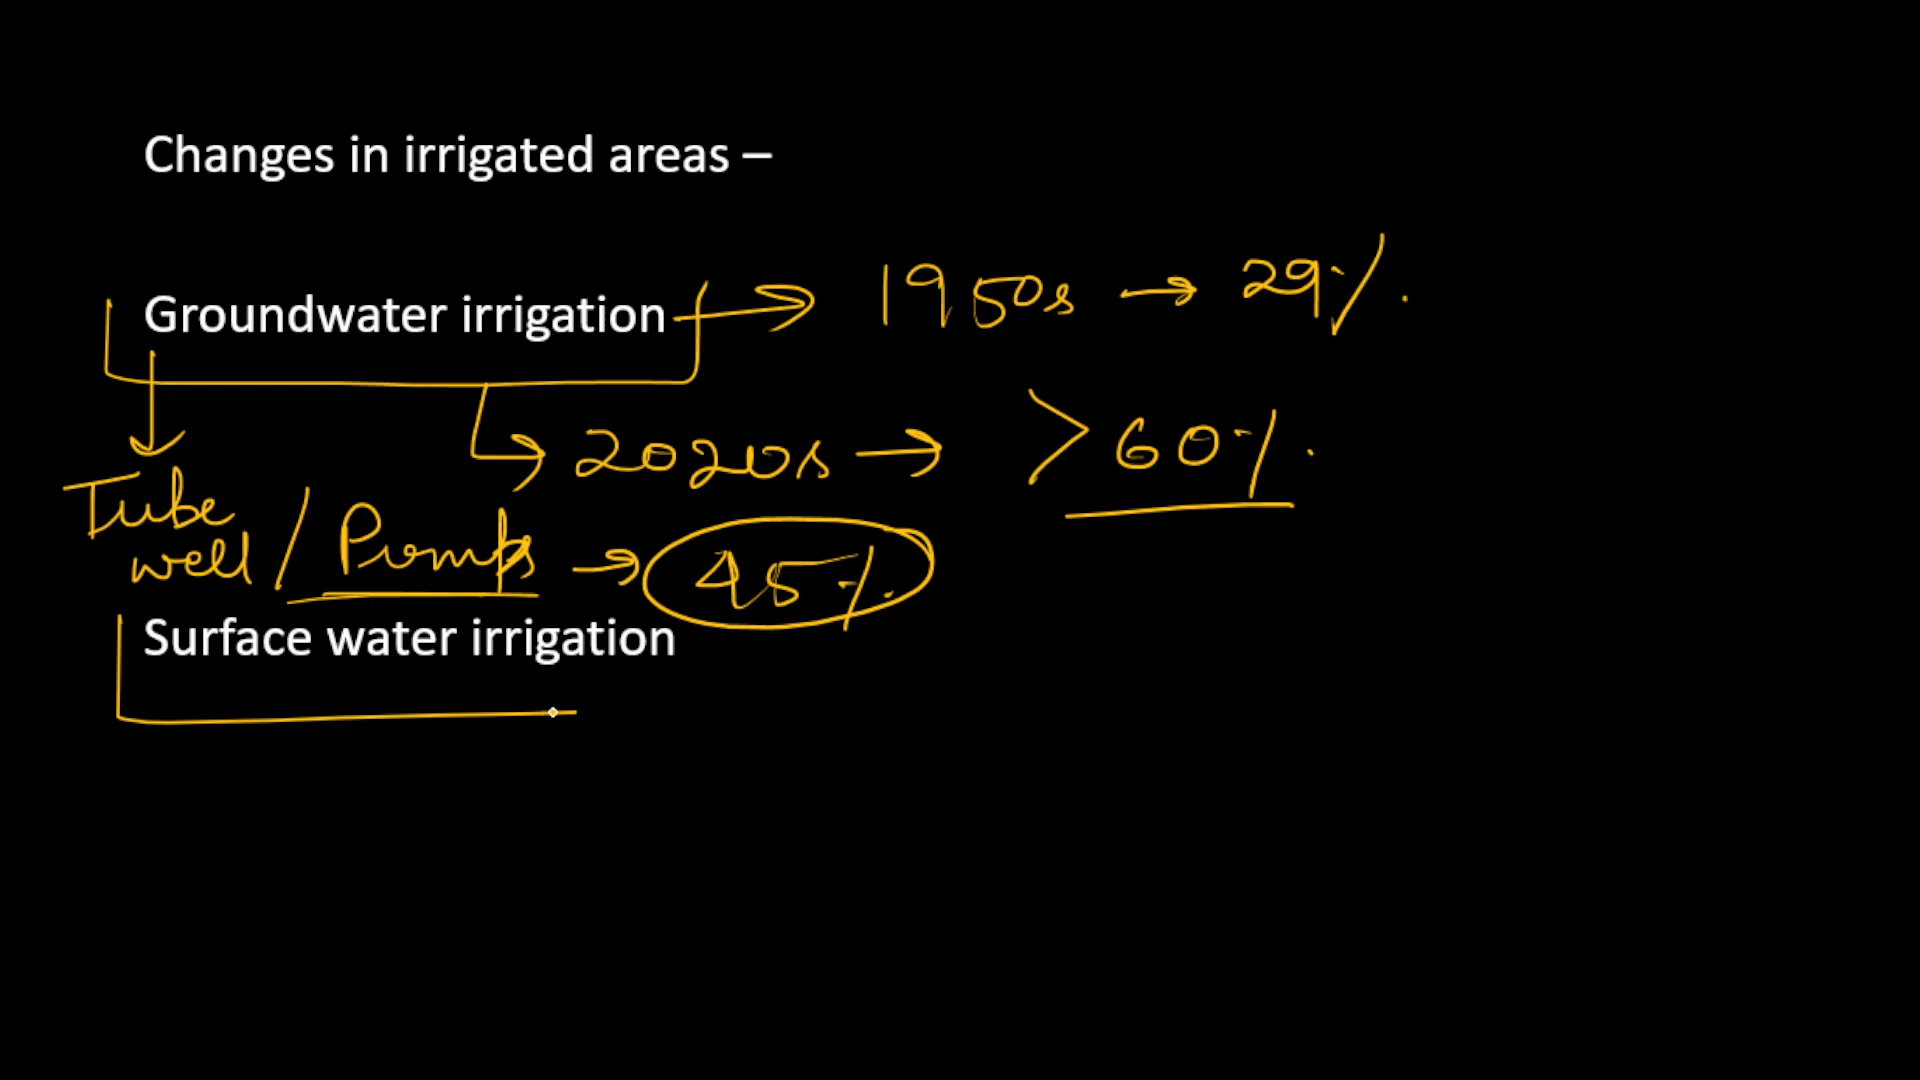 Changes in irrigated areas –
Groundwater irrigation → 1950s → 29%.
↳ 2020s → > 60%.
Tube well / Pumps → 45%.
Surface water irrigation